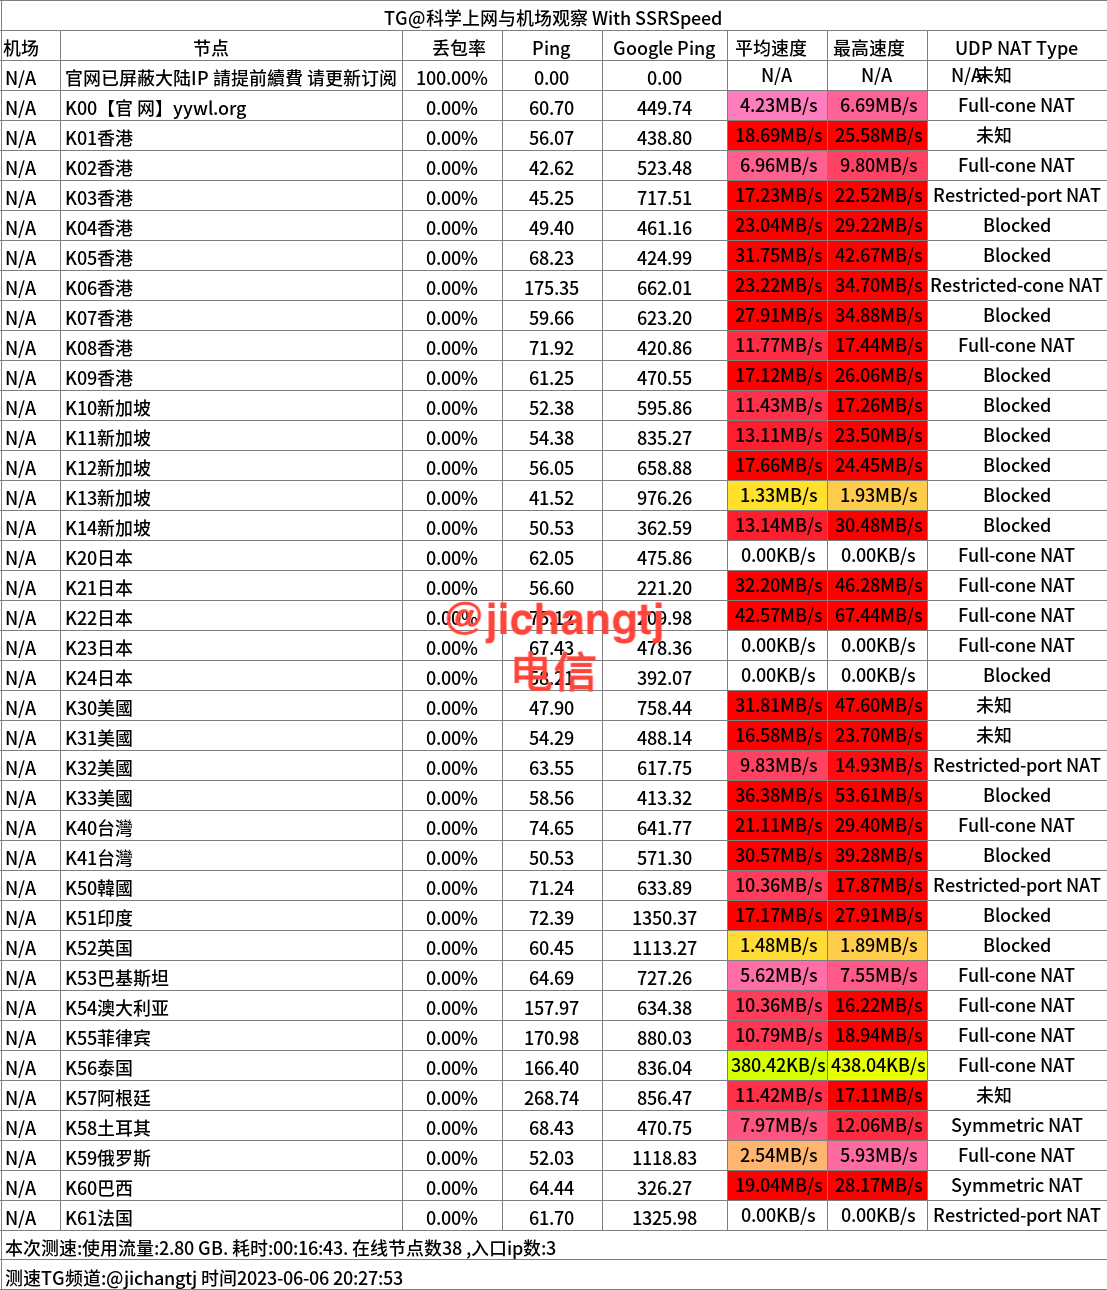 TG@科学上网与机场观察 With SSRSpeed
机场 节点 丢包率 Ping Google Ping 平均速度 最高速度 UDP NAT Type
N/A 官网已屏蔽大陆IP 請提前續費 请更新订阅 100.00% 0.00 0.00 N/A N/A N/A未知
N/A K00【官 网】yywl.org 0.00% 60.70 449.74 4.23MB/s 6.69MB/s Full-cone NAT
N/A K01香港 0.00% 56.07 438.80 18.69MB/s 25.58MB/s 未知
N/A K02香港 0.00% 42.62 523.48 6.96MB/s 9.80MB/s Full-cone NAT
N/A K03香港 0.00% 45.25 717.51 17.23MB/s 22.52MB/s Restricted-port NAT
N/A K04香港 0.00% 49.40 461.16 23.04MB/s 29.22MB/s Blocked
N/A K05香港 0.00% 68.23 424.99 31.75MB/s 42.67MB/s Blocked
N/A K06香港 0.00% 175.35 662.01 23.22MB/s 34.70MB/s Restricted-cone NAT
N/A K07香港 0.00% 59.66 623.20 27.91MB/s 34.88MB/s Blocked
N/A K08香港 0.00% 71.92 420.86 11.77MB/s 17.44MB/s Full-cone NAT
N/A K09香港 0.00% 61.25 470.55 17.12MB/s 26.06MB/s Blocked
N/A K10新加坡 0.00% 52.38 595.86 11.43MB/s 17.26MB/s Blocked
N/A K11新加坡 0.00% 54.38 835.27 13.11MB/s 23.50MB/s Blocked
N/A K12新加坡 0.00% 56.05 658.88 17.66MB/s 24.45MB/s Blocked
N/A K13新加坡 0.00% 41.52 976.26 1.33MB/s 1.93MB/s Blocked
N/A K14新加坡 0.00% 50.53 362.59 13.14MB/s 30.48MB/s Blocked
N/A K20日本 0.00% 62.05 475.86 0.00KB/s 0.00KB/s Full-cone NAT
N/A K21日本 0.00% 56.60 221.20 32.20MB/s 46.28MB/s Full-cone NAT
N/A K22日本 0.00% 209.98 42.57MB/s 67.44MB/s Full-cone NAT
@jichangtj
N/A K23日本 0.00% 67.43 478.36 0.00KB/s 0.00KB/s Full-cone NAT
电信
N/A K24日本 0.00% 58.21 392.07 0.00KB/s 0.00KB/s Blocked
N/A K30美國 0.00% 47.90 758.44 31.81MB/s 47.60MB/s 未知
N/A K31美國 0.00% 54.29 488.14 16.58MB/s 23.70MB/s 未知
N/A K32美國 0.00% 63.55 617.75 9.83MB/s 14.93MB/s Restricted-port NAT
N/A K33美國 0.00% 58.56 413.32 36.38MB/s 53.61MB/s Blocked
N/A K40台灣 0.00% 74.65 641.77 21.11MB/s 29.40MB/s Full-cone NAT
N/A K41台灣 0.00% 50.53 571.30 30.57MB/s 39.28MB/s Blocked
N/A K50韓國 0.00% 71.24 633.89 10.36MB/s 17.87MB/s Restricted-port NAT
N/A K51印度 0.00% 72.39 1350.37 17.17MB/s 27.91MB/s Blocked
N/A K52英国 0.00% 60.45 1113.27 1.48MB/s 1.89MB/s Blocked
N/A K53巴基斯坦 0.00% 64.69 727.26 5.62MB/s 7.55MB/s Full-cone NAT
N/A K54澳大利亚 0.00% 157.97 634.38 10.36MB/s 16.22MB/s Full-cone NAT
N/A K55菲律宾 0.00% 170.98 880.03 10.79MB/s 18.94MB/s Full-cone NAT
N/A K56泰国 0.00% 166.40 836.04 380.42KB/s 438.04KB/s Full-cone NAT
N/A K57阿根廷 0.00% 268.74 856.47 11.42MB/s 17.11MB/s 未知
N/A K58土耳其 0.00% 68.43 470.75 7.97MB/s 12.06MB/s Symmetric NAT
N/A K59俄罗斯 0.00% 52.03 1118.83 2.54MB/s 5.93MB/s Full-cone NAT
N/A K60巴西 0.00% 64.44 326.27 19.04MB/s 28.17MB/s Symmetric NAT
N/A K61法国 0.00% 61.70 1325.98 0.00KB/s 0.00KB/s Restricted-port NAT
本次测速:使用流量:2.80 GB. 耗时:00:16:43. 在线节点数38 ,入口ip数:3
测速TG频道:@jichangtj 时间2023-06-06 20:27:53